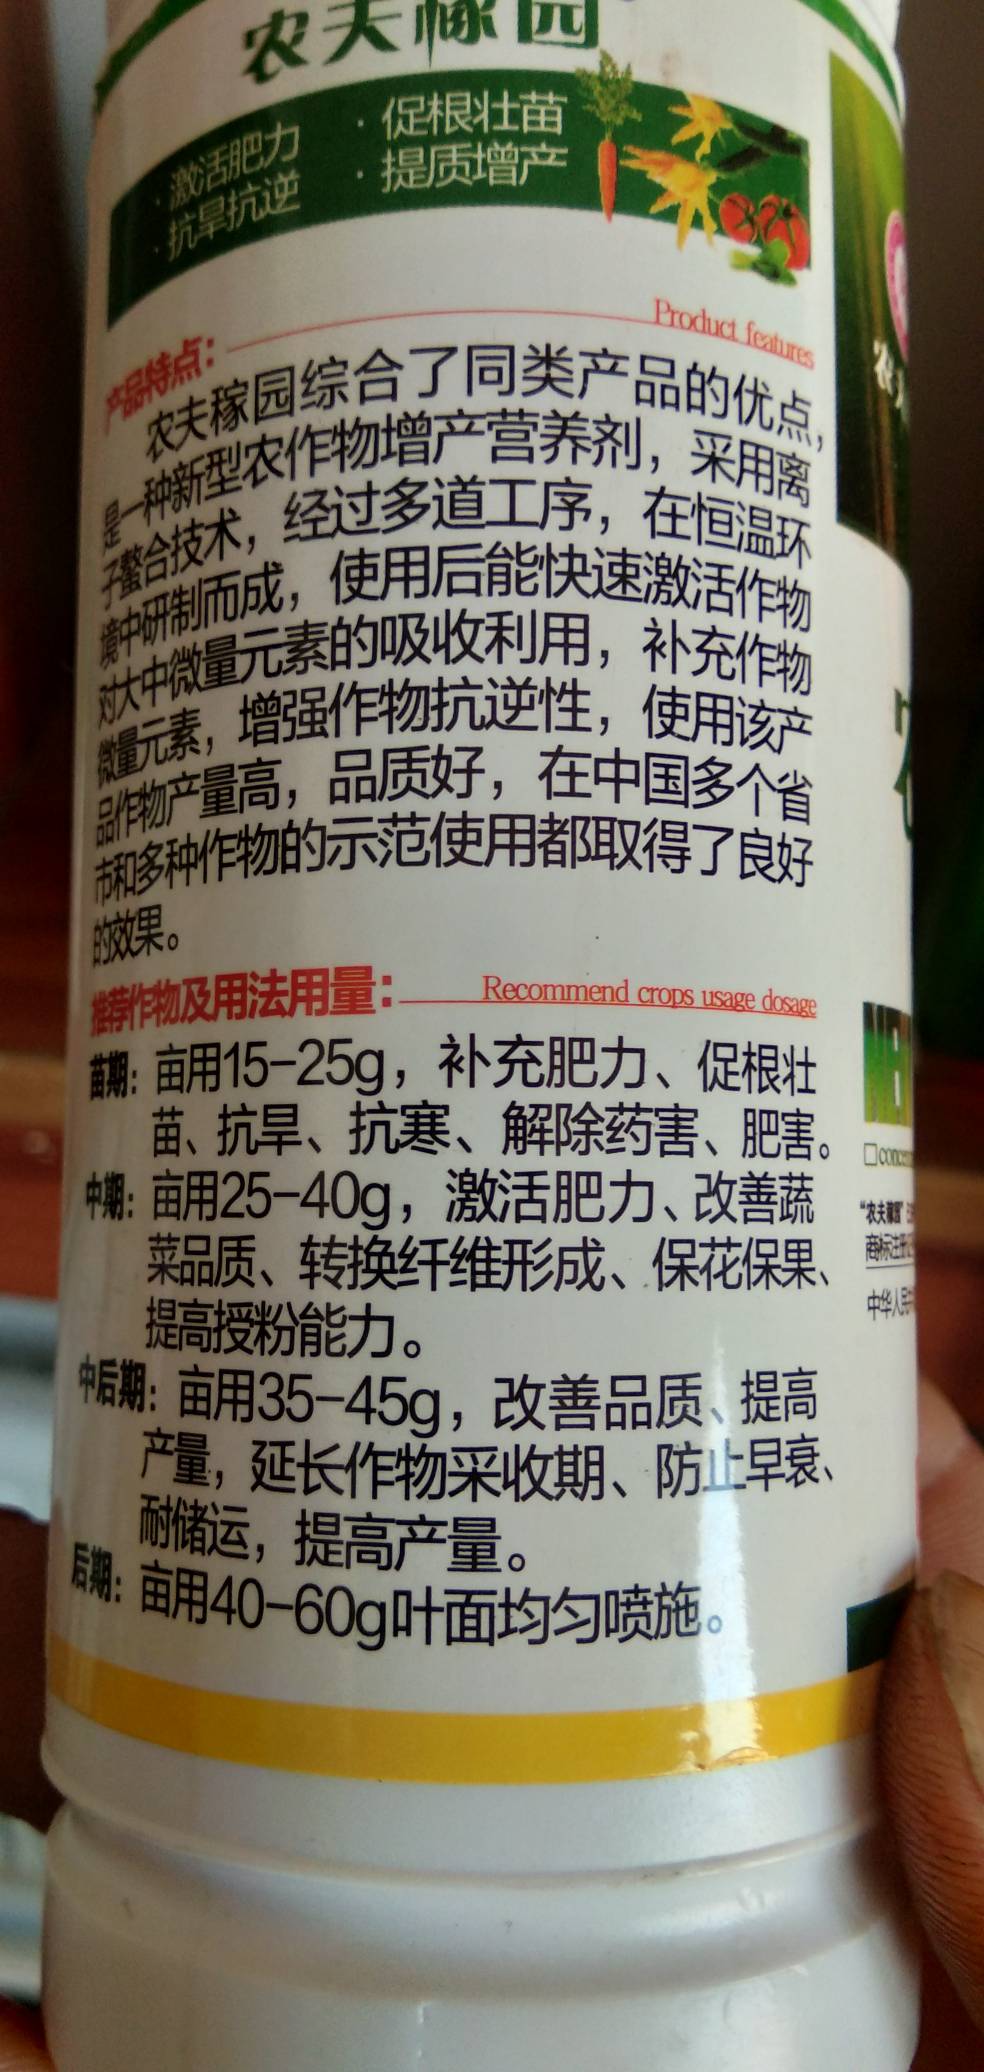 农夫稼园
·激活肥力 ·促根壮苗
·抗旱抗逆 ·提质增产
Product features
产品特点：
农夫稼园综合了同类产品的优点，
是一种新型农作物增产营养剂，采用离
子螯合技术，经过多道工序，在恒温环
境中研制而成，使用后能快速激活作物
对大中微量元素的吸收利用，补充作物
微量元素，增强作物抗逆性，使用该产
品作物产量高，品质好，在中国多个省
市和多种作物的示范使用都取得了良好
的效果。
推荐作物及用法用量：Recommend crops usage dosage
苗期：亩用15-25g，补充肥力、促根壮
苗、抗旱、抗寒、解除药害、肥害。
中期：亩用25-40g，激活肥力、改善蔬
菜品质、转换纤维形成、保花保果、
提高授粉能力。
中后期：亩用35-45g，改善品质、提高
产量，延长作物采收期、防止早衰、
耐储运，提高产量。
后期：亩用40-60g叶面均匀喷施。
"农夫稼园"
商标注册
中华人民